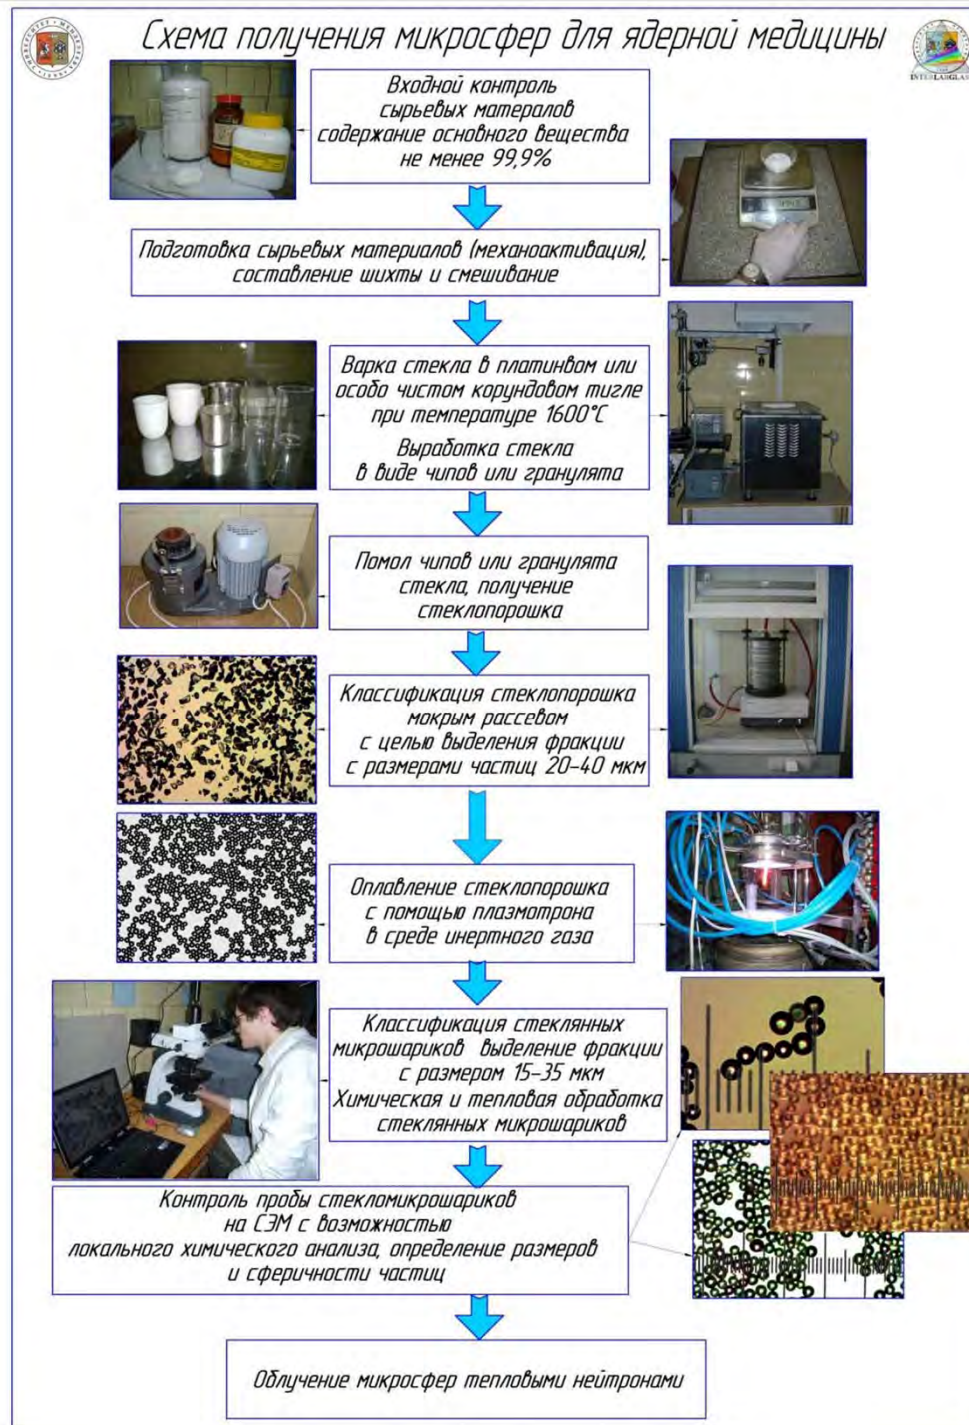 Схема получения микросфер для ядерной медицины
INTERLABGLAS
Входной контроль
сырьевых матералов
содержание основного вещества
не менее 99,9%
Подготовка сырьевых материалов (механоактивация),
составление шихты и смешивание
Варка стекла в платинвом или
особо чистом корундовом тигле
при температуре 1600°С
Выработка стекла
в виде чипов или гранулята
Помол чипов или гранулята
стекла, получение
стеклопорошка
Классификация стеклопорошка
мокрым рассевом
с целью выделения фракции
с размерами частиц 20-40 мкм
Оплавление стеклопорошка
с помощью плазмотрона
в среде инертного газа
Классификация стеклянных
микрошариков выделение фракции
с размером 15-35 мкм
Химическая и тепловая обработка
стеклянных микрошариков
Контроль пробы стекломикрошариков
на СЭМ с возможностью
локального химического анализа, определение размеров
и сферичности частиц
Облучение микросфер тепловыми нейтронами